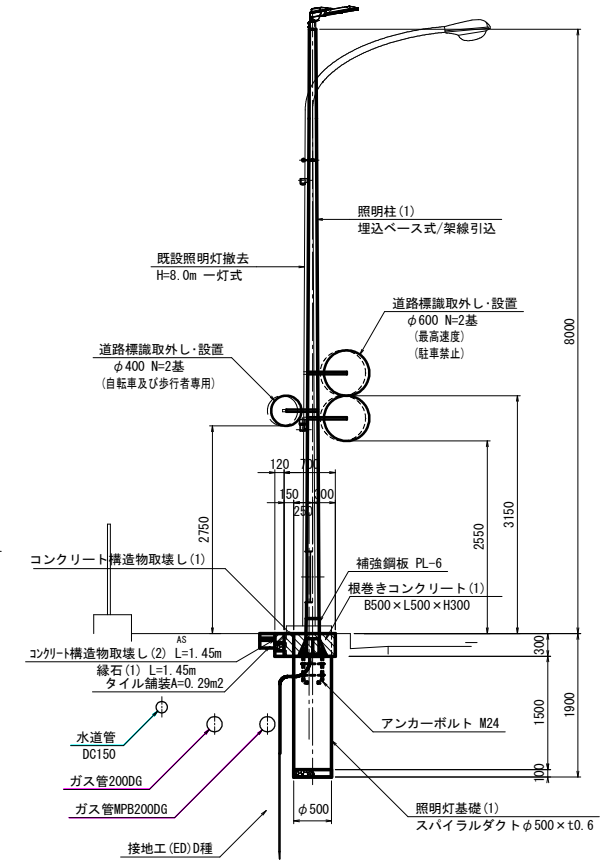 照明柱(1)
埋込ベース式/架線引込
既設照明灯撤去
H=8.0m 一灯式
8000
道路標識取外し・設置
φ600 N=2基
(最高速度)
(駐車禁止)
道路標識取外し・設置
φ400 N=2基
(自転車及び歩行者専用)
2750
2550
3150
120 700
150 300
250
コンクリート構造物取壊し(1)
補強鋼板 PL-6
根巻きコンクリート(1)
B500×L500×H300
AS
コンクリート構造物取壊し(2) L=1.45m
縁石(1) L=1.45m
タイル舗装A=0.29m2
300
1500
1900
100
アンカーボルト M24
水道管
DC150
ガス管200DG
ガス管MPB200DG
φ500
照明灯基礎(1)
スパイラルダクトφ500×t0.6
接地工(ED)D種